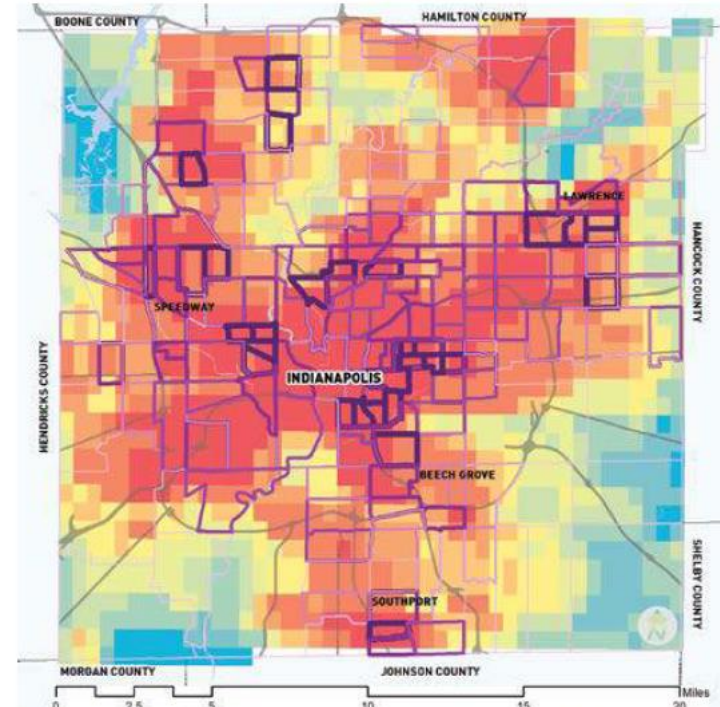 BOONE COUNTY
HAMILTON COUNTY
LAWRENCE
HANCOCK COUNTY
SPEEDWAY
HENDRICKS COUNTY
INDIANAPOLIS
BEECH GROVE
SHELBY COUNTY
SOUTHPORT
N
MORGAN COUNTY
JOHNSON COUNTY
0 2.5 5 10 15 20 Miles